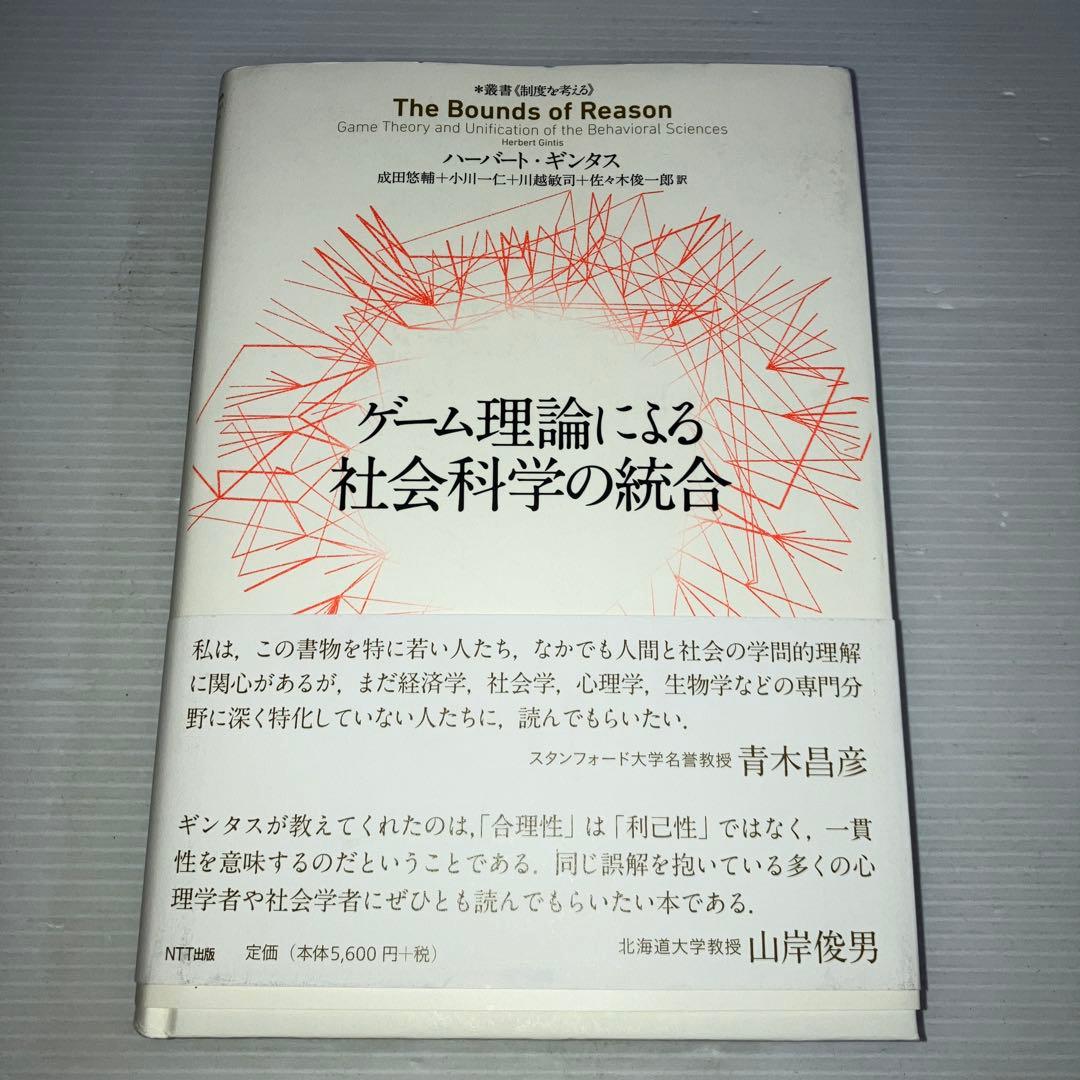 *叢書《制度を考える》
The Bounds of Reason
Game Theory and Unification of the Behavioral Sciences
Herbert Gintis
ハーバート・ギンタス
成田悠輔+小川一仁+川越敏司+佐々木俊一郎 訳
ゲーム理論による
社会科学の統合
私は，この書物を特に若い人たち，なかでも人間と社会の学問的理解
に関心があるが，まだ経済学，社会学，心理学，生物学などの専門分
野に深く特化していない人たちに，読んでもらいたい．
スタンフォード大学名誉教授 青木昌彦
ギンタスが教えてくれたのは，「合理性」は「利己性」ではなく，一貫
性を意味するのだということである．同じ誤解を抱いている多くの心
理学者や社会学者にぜひとも読んでもらいたい本である．
北海道大学教授 山岸俊男
NTT出版 定価（本体5,600円+税）